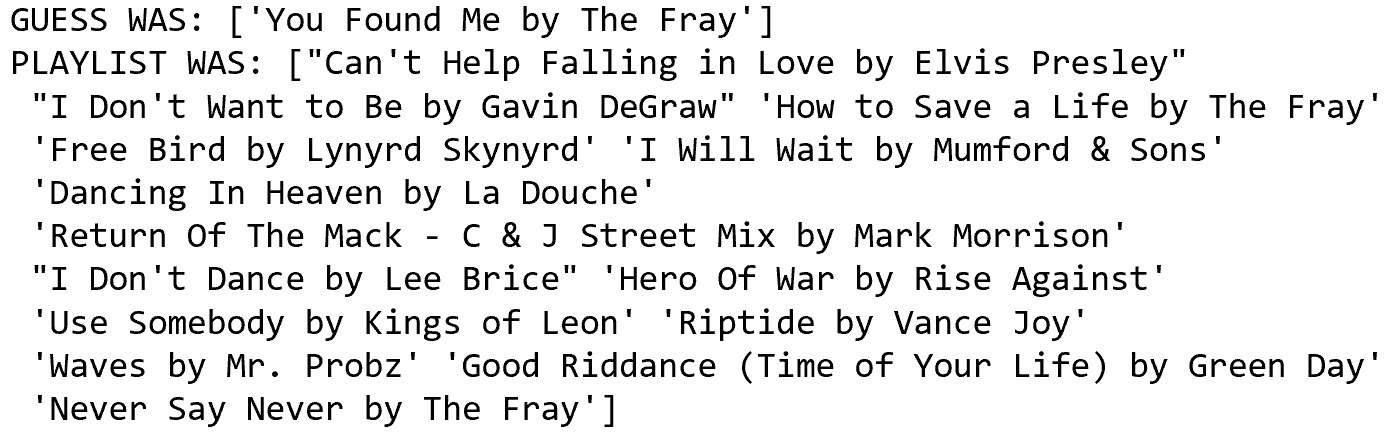 GUESS WAS: ['You Found Me by The Fray']
PLAYLIST WAS: ["Can't Help Falling in Love by Elvis Presley"
"I Don't Want to Be by Gavin DeGraw" 'How to Save a Life by The Fray'
'Free Bird by Lynyrd Skynyrd' 'I Will Wait by Mumford & Sons'
'Dancing In Heaven by La Douche'
'Return Of The Mack - C & J Street Mix by Mark Morrison'
"I Don't Dance by Lee Brice" 'Hero Of War by Rise Against'
'Use Somebody by Kings of Leon' 'Riptide by Vance Joy'
'Waves by Mr. Probz' 'Good Riddance (Time of Your Life) by Green Day'
'Never Say Never by The Fray']